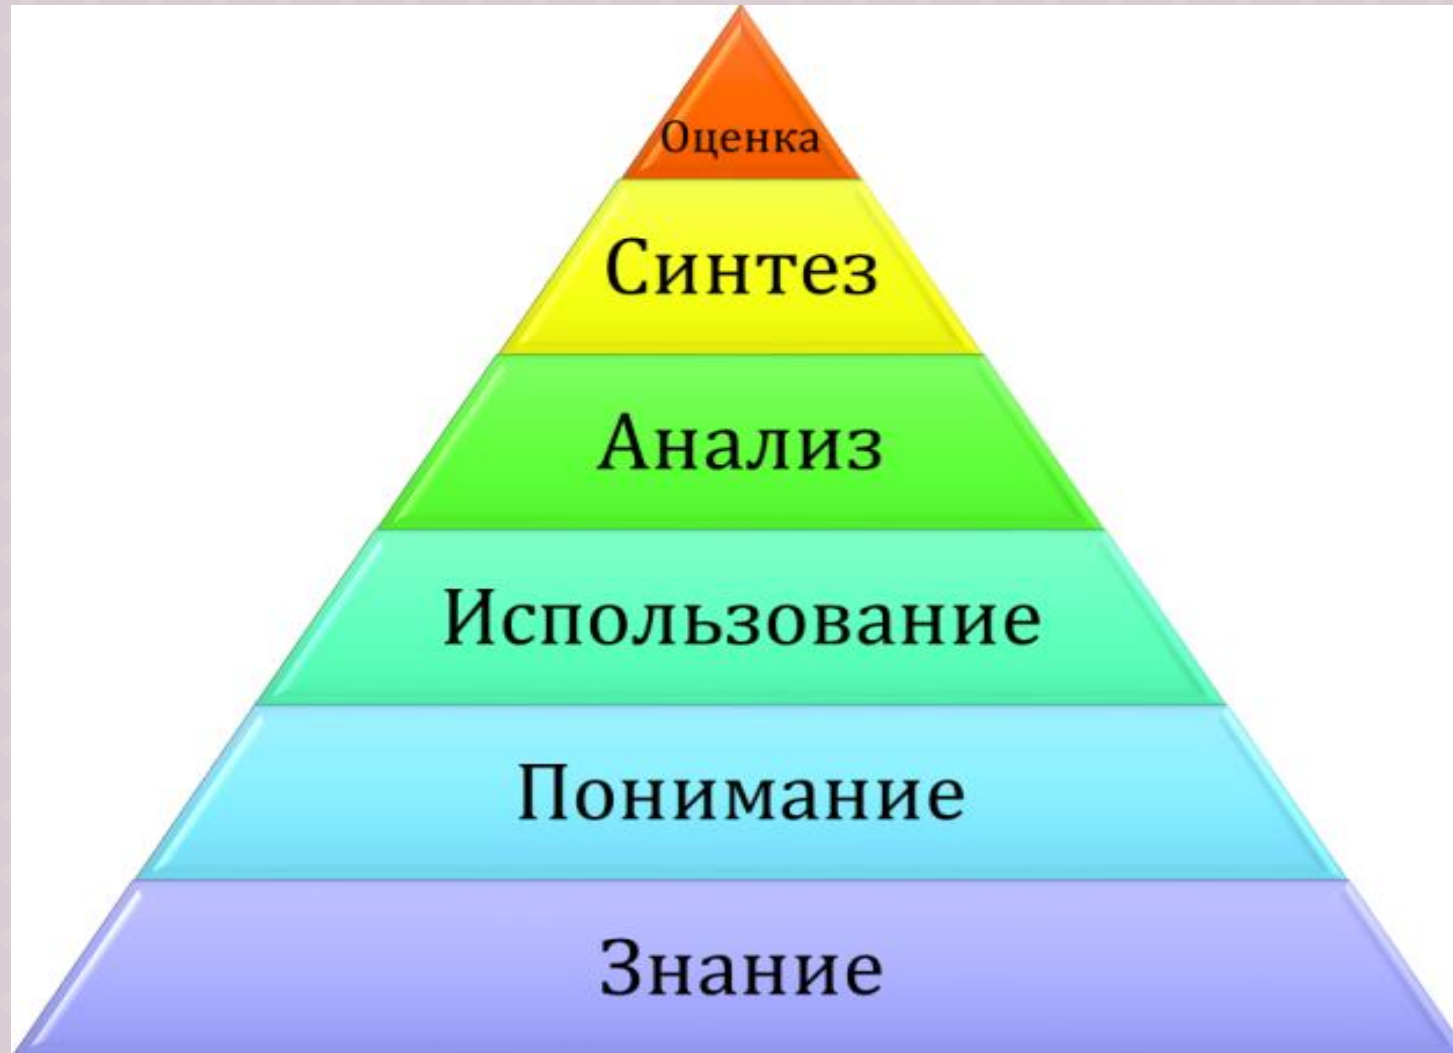 Оценка
Синтез
Анализ
Использование
Понимание
Знание